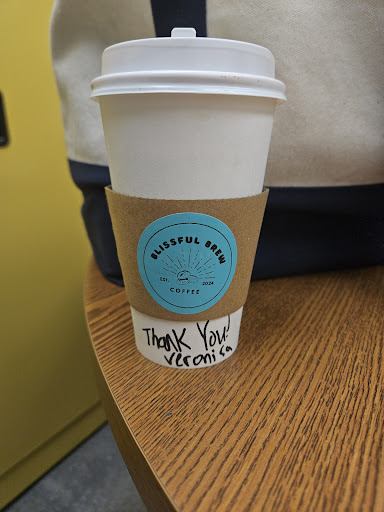 BLISSFUL BREW
EST. 2024
COFFEE
ThanK You!
Veronica